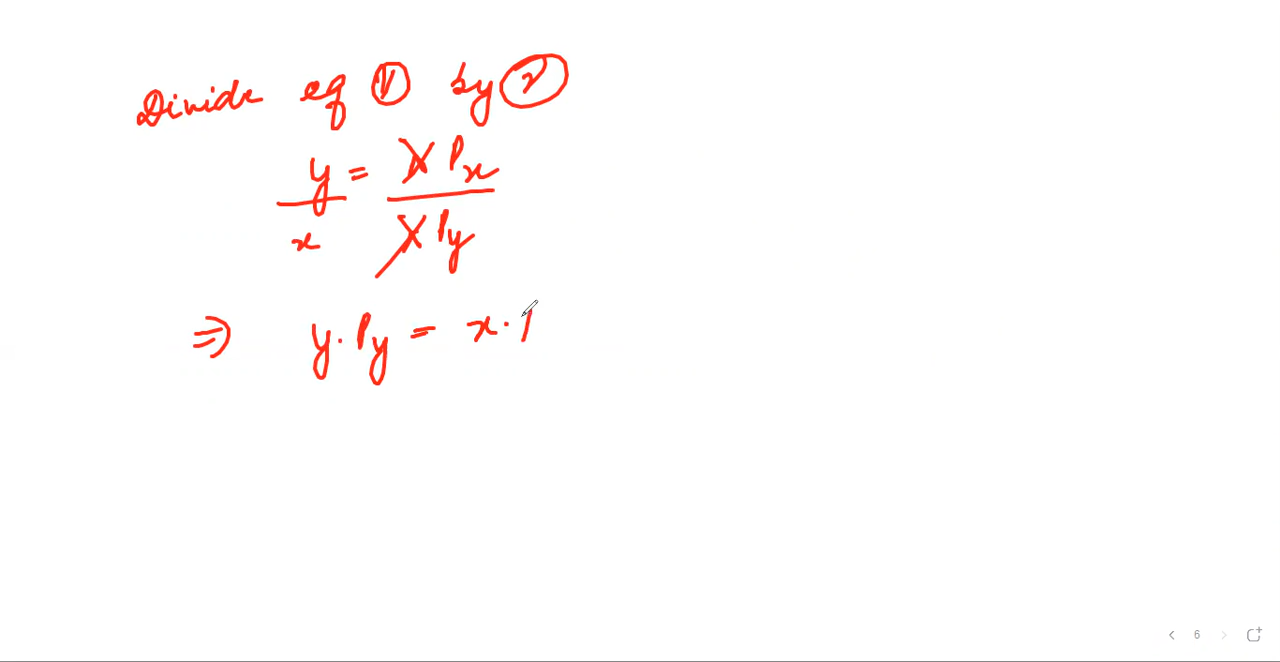 Divide eq ① by ②
y/x = λPx/λPy
⇒ y·Py = x·P
6